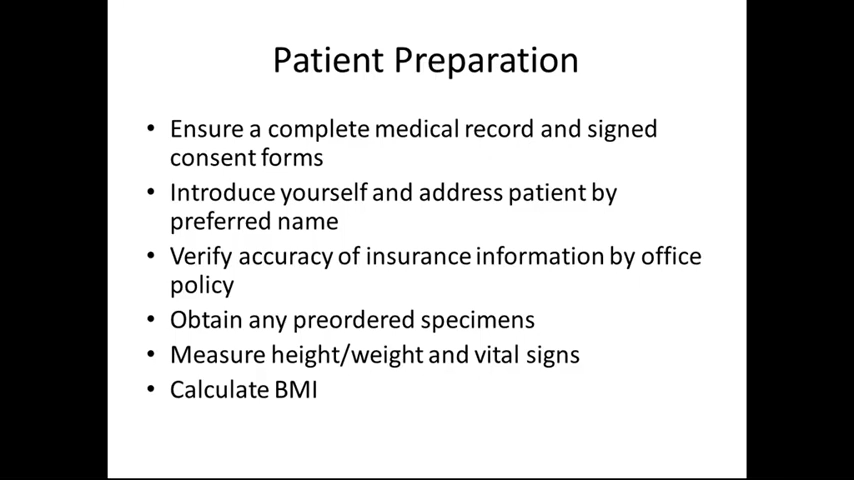 Patient Preparation
• Ensure a complete medical record and signed
consent forms
• Introduce yourself and address patient by
preferred name
• Verify accuracy of insurance information by office
policy
• Obtain any preordered specimens
• Measure height/weight and vital signs
• Calculate BMI